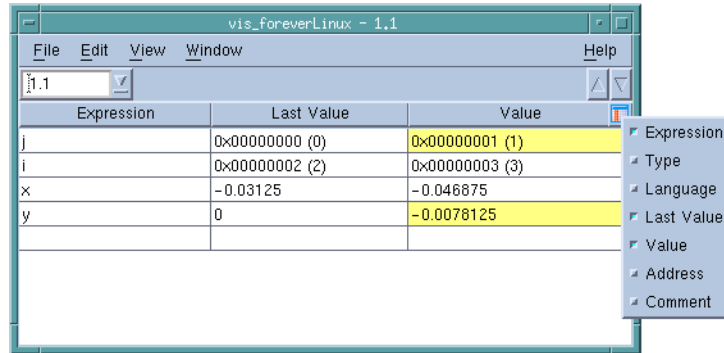 vis_foreverLinux - 1.1
File Edit View Window Help
1.1
Expression Last Value Value
j 0x00000000 (0) 0x00000001 (1)
i 0x00000002 (2) 0x00000003 (3)
x -0.03125 -0.046875
y 0 -0.0078125
Expression
Type
Language
Last Value
Value
Address
Comment